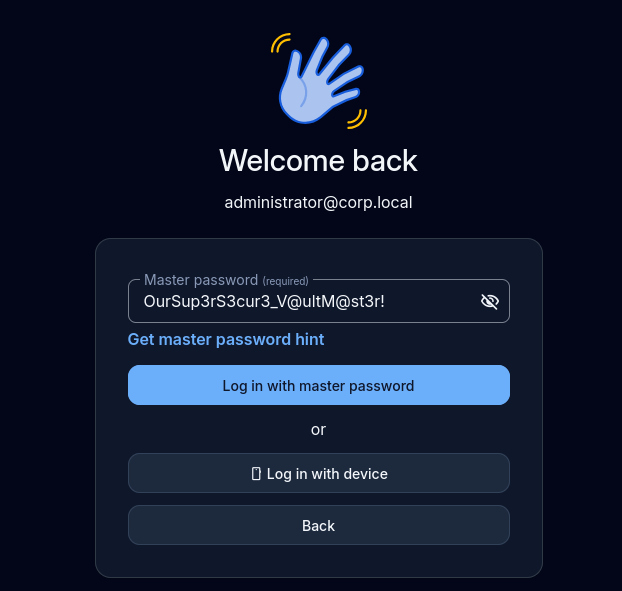 Welcome back
administrator@corp.local
Master password (required)
OurSup3rS3cur3_V@ultM@st3r!
Get master password hint
Log in with master password
or
Log in with device
Back